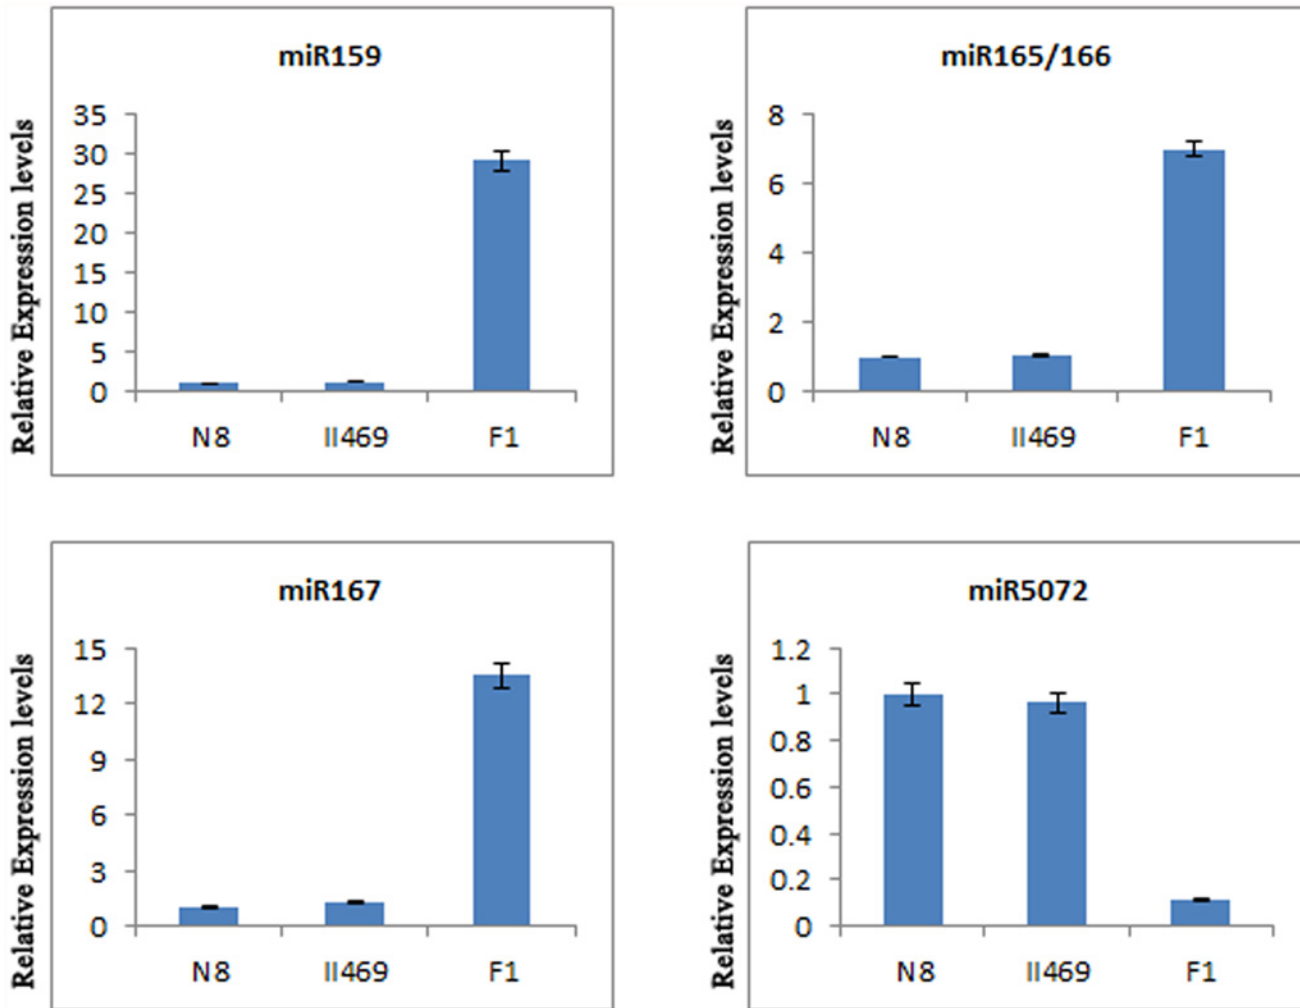 miR159
Relative Expression levels
35
30
25
20
15
10
5
0
N8 II469 F1
miR165/166
Relative Expression levels
8
6
4
2
0
N8 II469 F1
miR167
Relative Expression levels
15
12
9
6
3
0
N8 II469 F1
miR5072
Relative Expression levels
1.2
1
0.8
0.6
0.4
0.2
0
N8 II469 F1